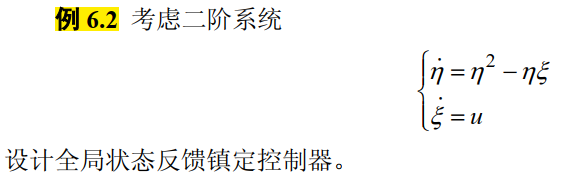 例 6.2 考虑二阶系统
η̇ = η² − ηξ
ξ̇ = u
设计全局状态反馈镇定控制器。